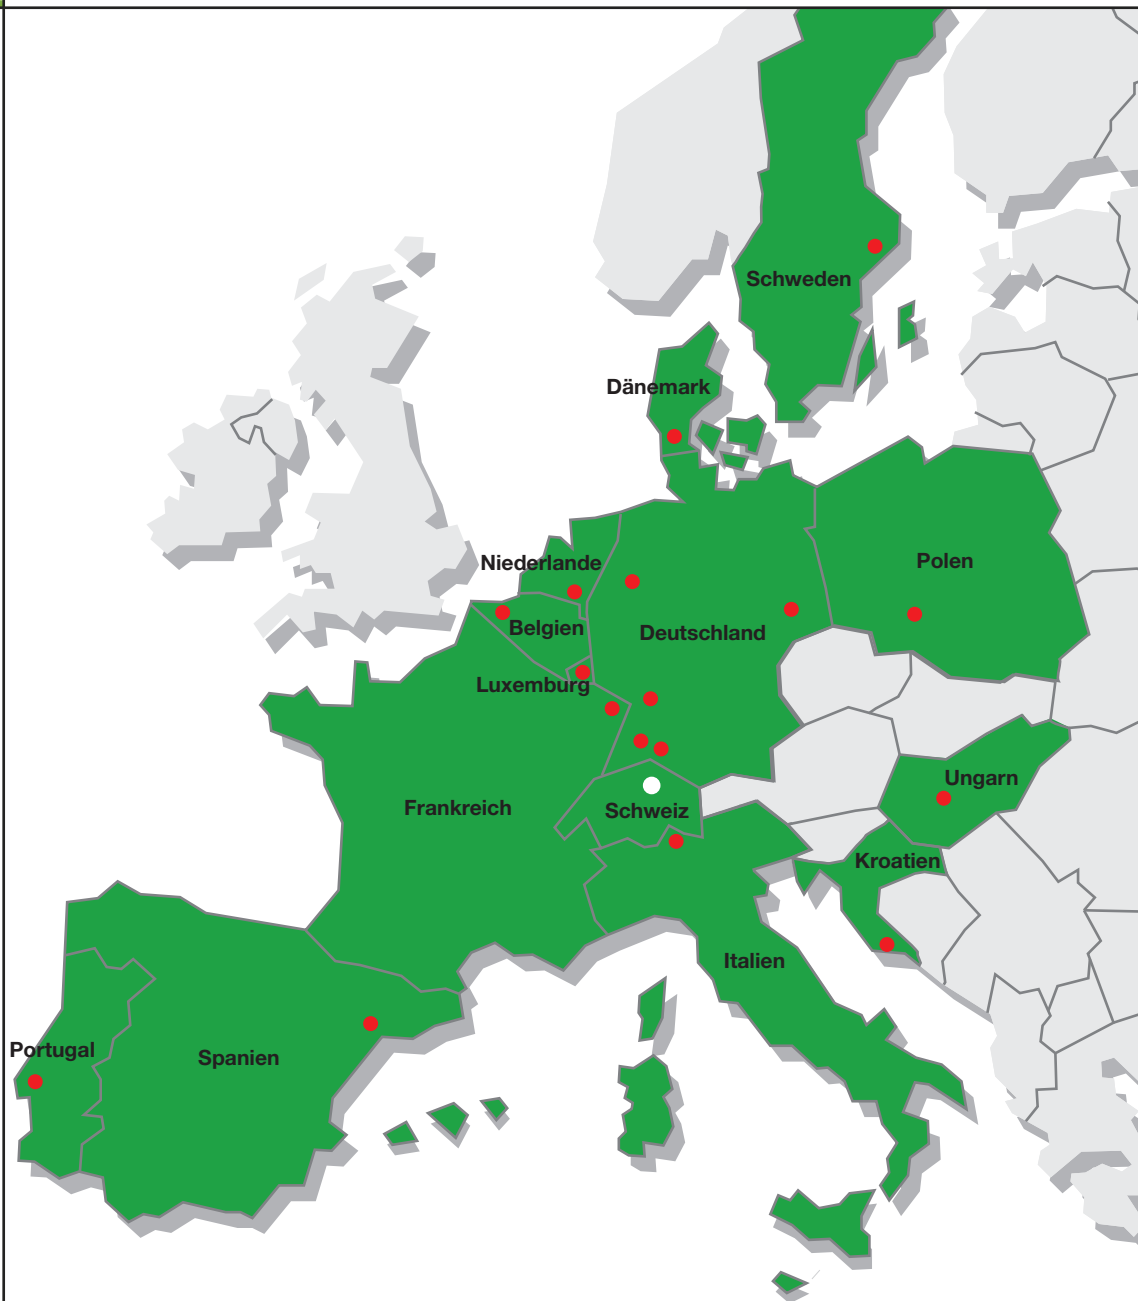 Schweden
Dänemark
Niederlande
Polen
Belgien
Deutschland
Luxemburg
Ungarn
Frankreich
Schweiz
Kroatien
Italien
Portugal
Spanien